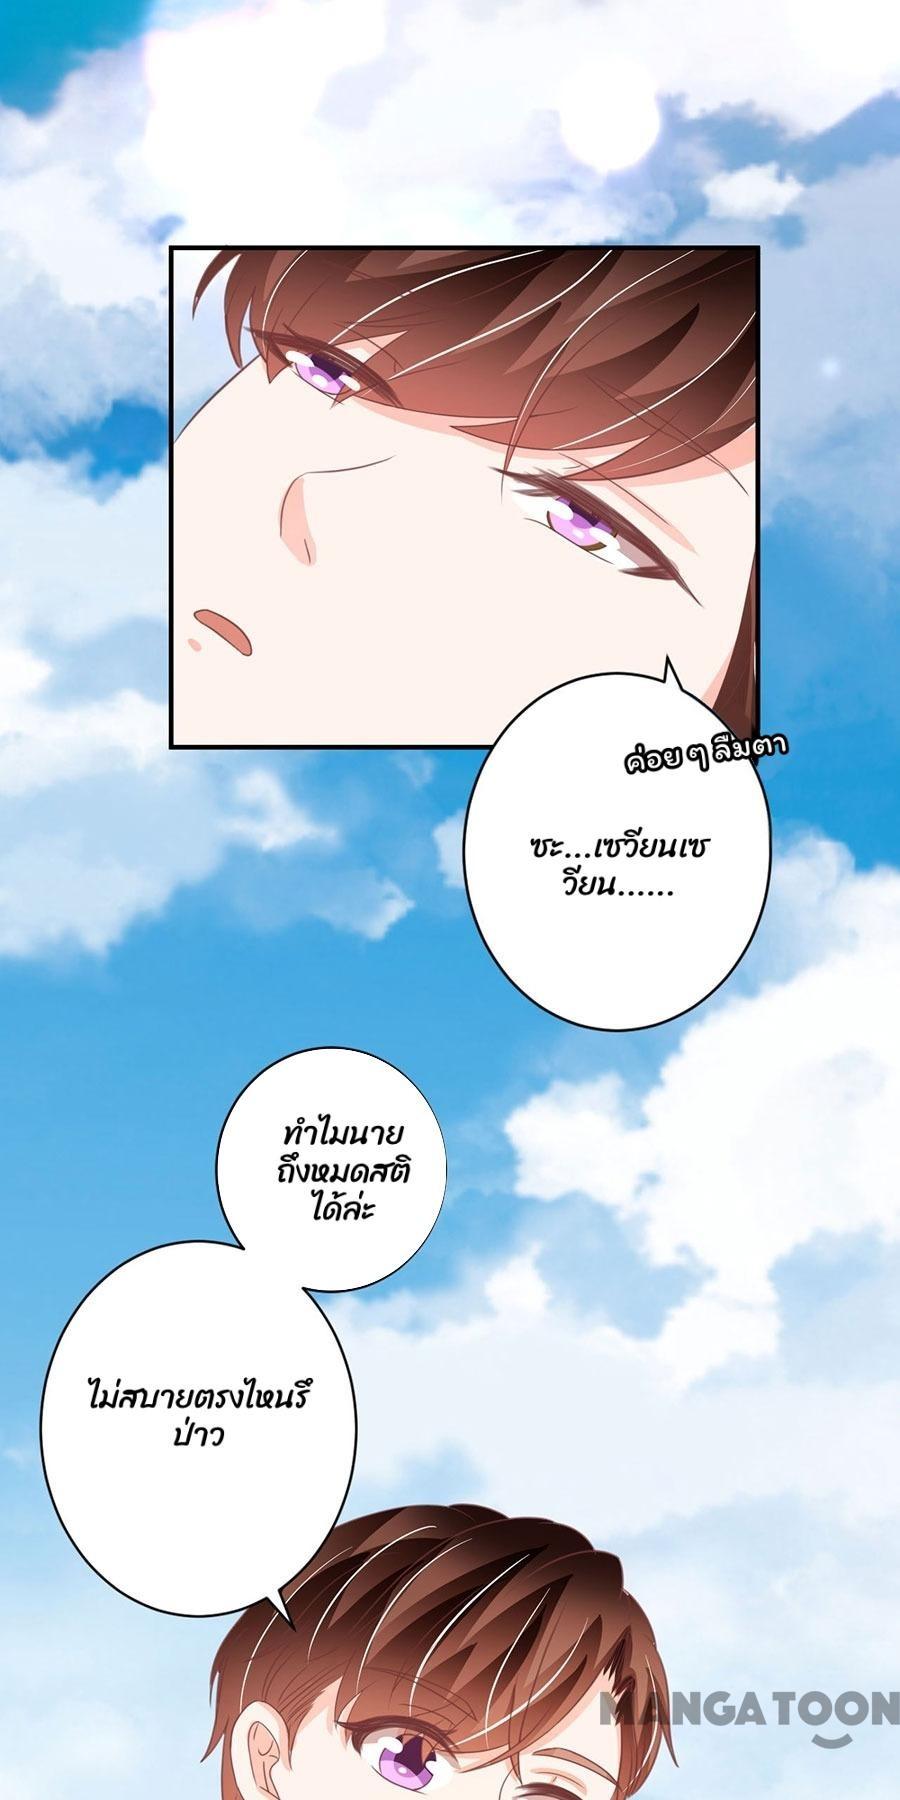 ค่อยๆ ลืมตา
ซะ...เซวียนเซ
วียน......
ทำไมนาย
ถึงหมดสติ
ได้ล่ะ
ไม่สบายตรงไหนรึ
ป่าว
MANGATOON